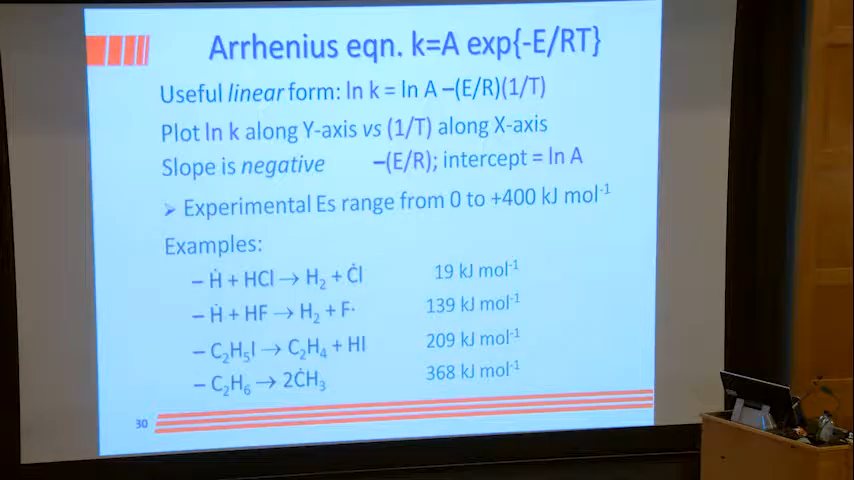 Arrhenius eqn. k=A exp{-E/RT}
Useful linear form: ln k = ln A –(E/R)(1/T)
Plot ln k along Y-axis vs (1/T) along X-axis
Slope is negative –(E/R); intercept = ln A
➢ Experimental Es range from 0 to +400 kJ mol⁻¹
Examples:
– Ḣ + HCl → H₂ + Ċl 19 kJ mol⁻¹
– Ḣ + HF → H₂ + F· 139 kJ mol⁻¹
– C₂H₅I → C₂H₄ + HI 209 kJ mol⁻¹
– C₂H₆ → 2ĊH₃ 368 kJ mol⁻¹
30